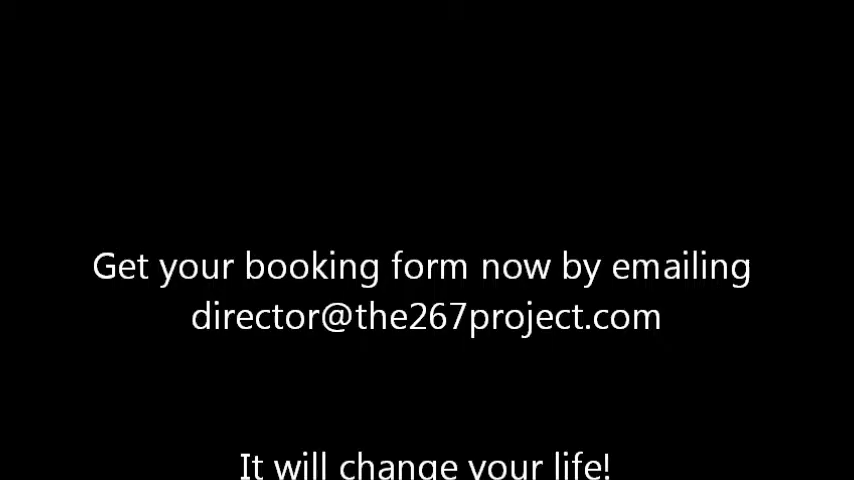 Get your booking form now by emailing
director@the267project.com
It will change your life!